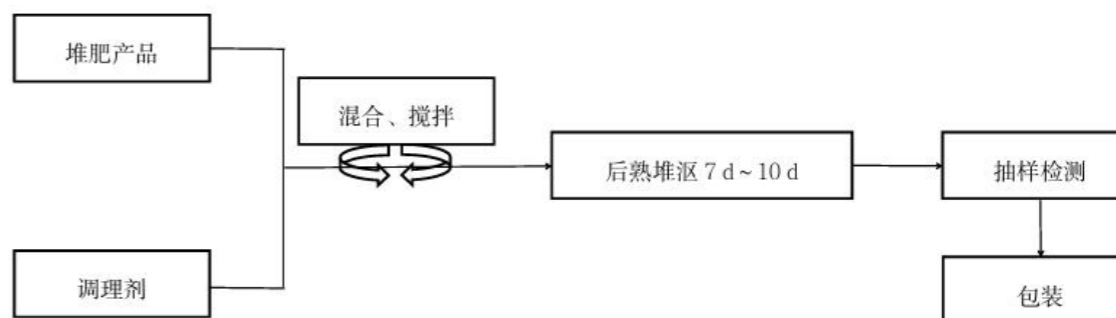 堆肥产品
混合、搅拌
后熟堆沤 7 d~10 d
抽样检测
调理剂
包装